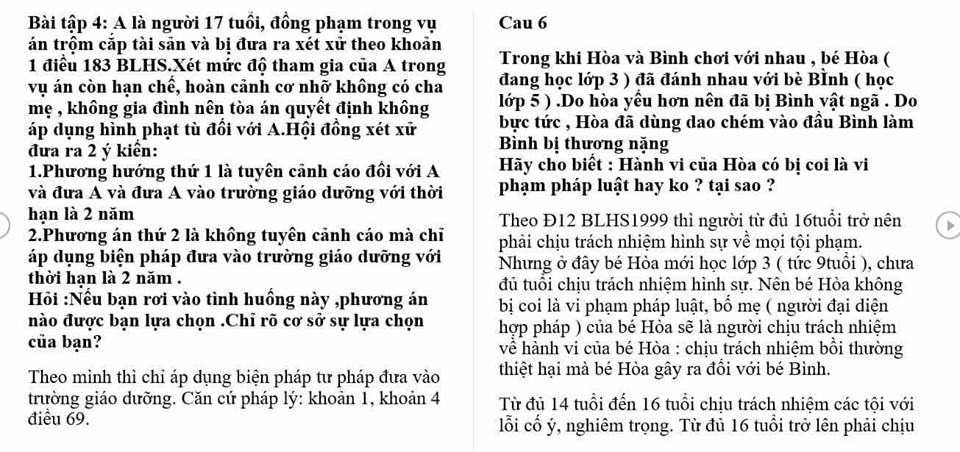 Bài tập 4: A là người 17 tuổi, đồng phạm trong vụ
án trộm cắp tài sản và bị đưa ra xét xử theo khoản
1 điều 183 BLHS.Xét mức độ tham gia của A trong
vụ án còn hạn chế, hoàn cảnh cơ nhỡ không có cha
mẹ , không gia đình nên tòa án quyết định không
áp dụng hình phạt tù đối với A.Hội đồng xét xử
đưa ra 2 ý kiến:
1.Phương hướng thứ 1 là tuyên cảnh cáo đối với A
và đưa A và đưa A vào trường giáo dưỡng với thời
hạn là 2 năm
2.Phương án thứ 2 là không tuyên cảnh cáo mà chỉ
áp dụng biện pháp đưa vào trường giáo dưỡng với
thời hạn là 2 năm .
Hỏi :Nếu bạn rơi vào tình huống này ,phương án
nào được bạn lựa chọn .Chỉ rõ cơ sở sự lựa chọn
của bạn?
Theo mình thì chỉ áp dụng biện pháp tư pháp đưa vào
trường giáo dưỡng. Căn cứ pháp lý: khoản 1, khoản 4
điều 69.
Cau 6
Trong khi Hòa và Bình chơi với nhau , bé Hòa (
đang học lớp 3 ) đã đánh nhau với bè BÌnh ( học
lớp 5 ) .Do hòa yếu hơn nên đã bị Bình vật ngã . Do
bực tức , Hòa đã dùng dao chém vào đầu Bình làm
Bình bị thương nặng
Hãy cho biết : Hành vi của Hòa có bị coi là vi
phạm pháp luật hay ko ? tại sao ?
Theo Đ12 BLHS1999 thì người từ đủ 16tuổi trở nên
phải chịu trách nhiệm hình sự về mọi tội phạm.
Nhưng ở đây bé Hòa mới học lớp 3 ( tức 9tuổi ), chưa
đủ tuổi chịu trách nhiệm hình sự. Nên bé Hòa không
bị coi là vi phạm pháp luật, bố mẹ ( người đại diện
hợp pháp ) của bé Hòa sẽ là người chịu trách nhiệm
về hành vi của bé Hòa : chịu trách nhiệm bồi thường
thiệt hại mà bé Hòa gây ra đối với bé Bình.
Từ đủ 14 tuổi đến 16 tuổi chịu trách nhiệm các tội với
lỗi cố ý, nghiêm trọng. Từ đủ 16 tuổi trở lên phải chịu